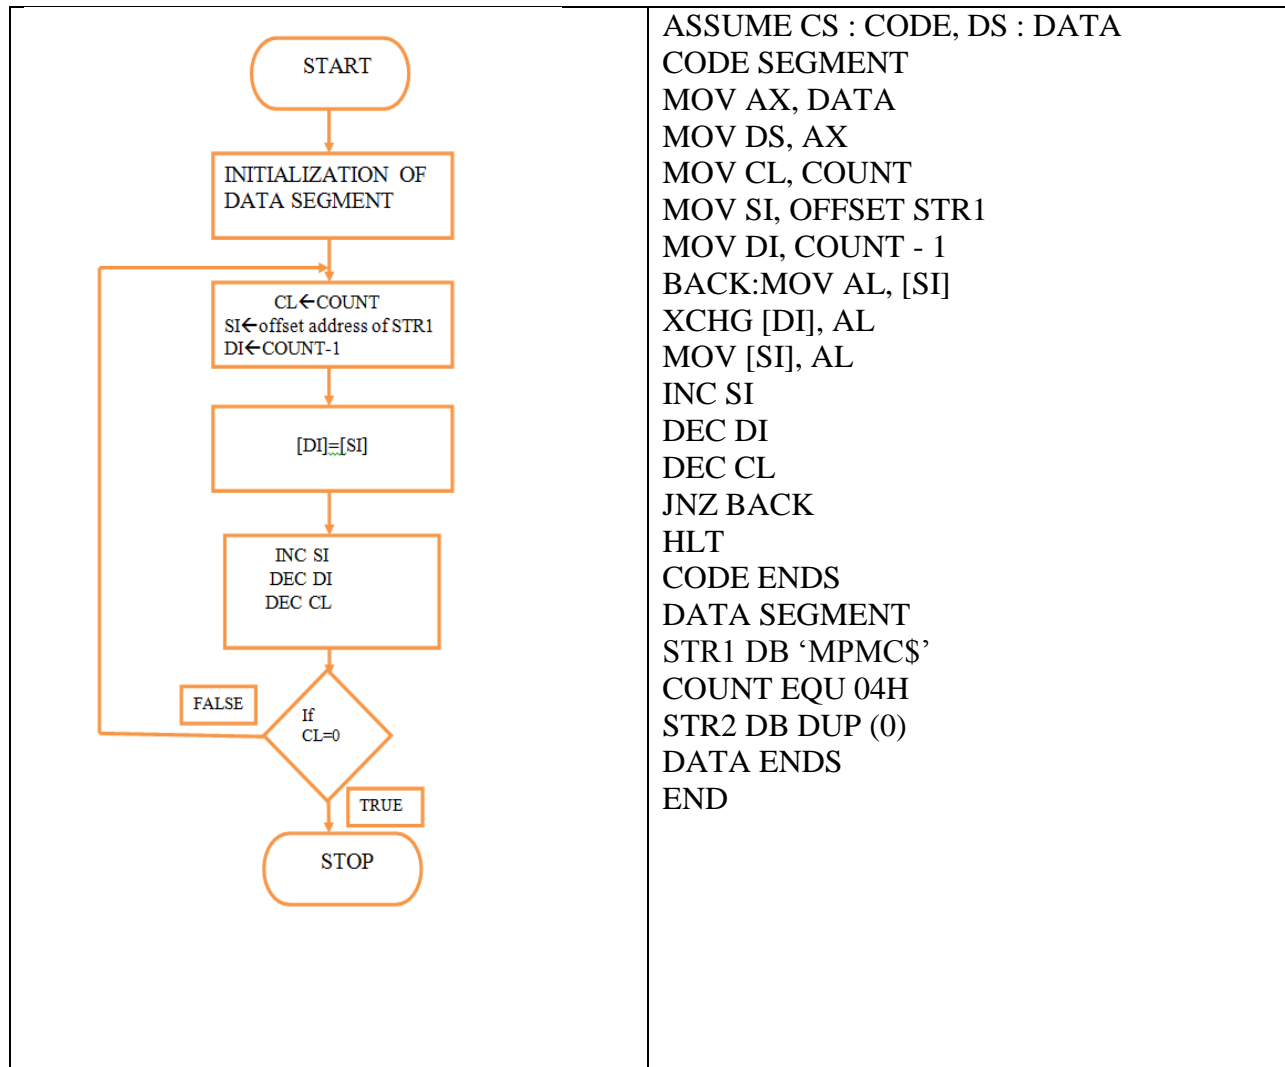 START
INITIALIZATION OF
DATA SEGMENT
CL←COUNT
SI←offset address of STR1
DI←COUNT-1
[DI]=[SI]
INC SI
DEC DI
DEC CL
FALSE
If
CL=0
TRUE
STOP
ASSUME CS : CODE, DS : DATA
CODE SEGMENT
MOV AX, DATA
MOV DS, AX
MOV CL, COUNT
MOV SI, OFFSET STR1
MOV DI, COUNT - 1
BACK:MOV AL, [SI]
XCHG [DI], AL
MOV [SI], AL
INC SI
DEC DI
DEC CL
JNZ BACK
HLT
CODE ENDS
DATA SEGMENT
STR1 DB ‘MPMC$’
COUNT EQU 04H
STR2 DB DUP (0)
DATA ENDS
END